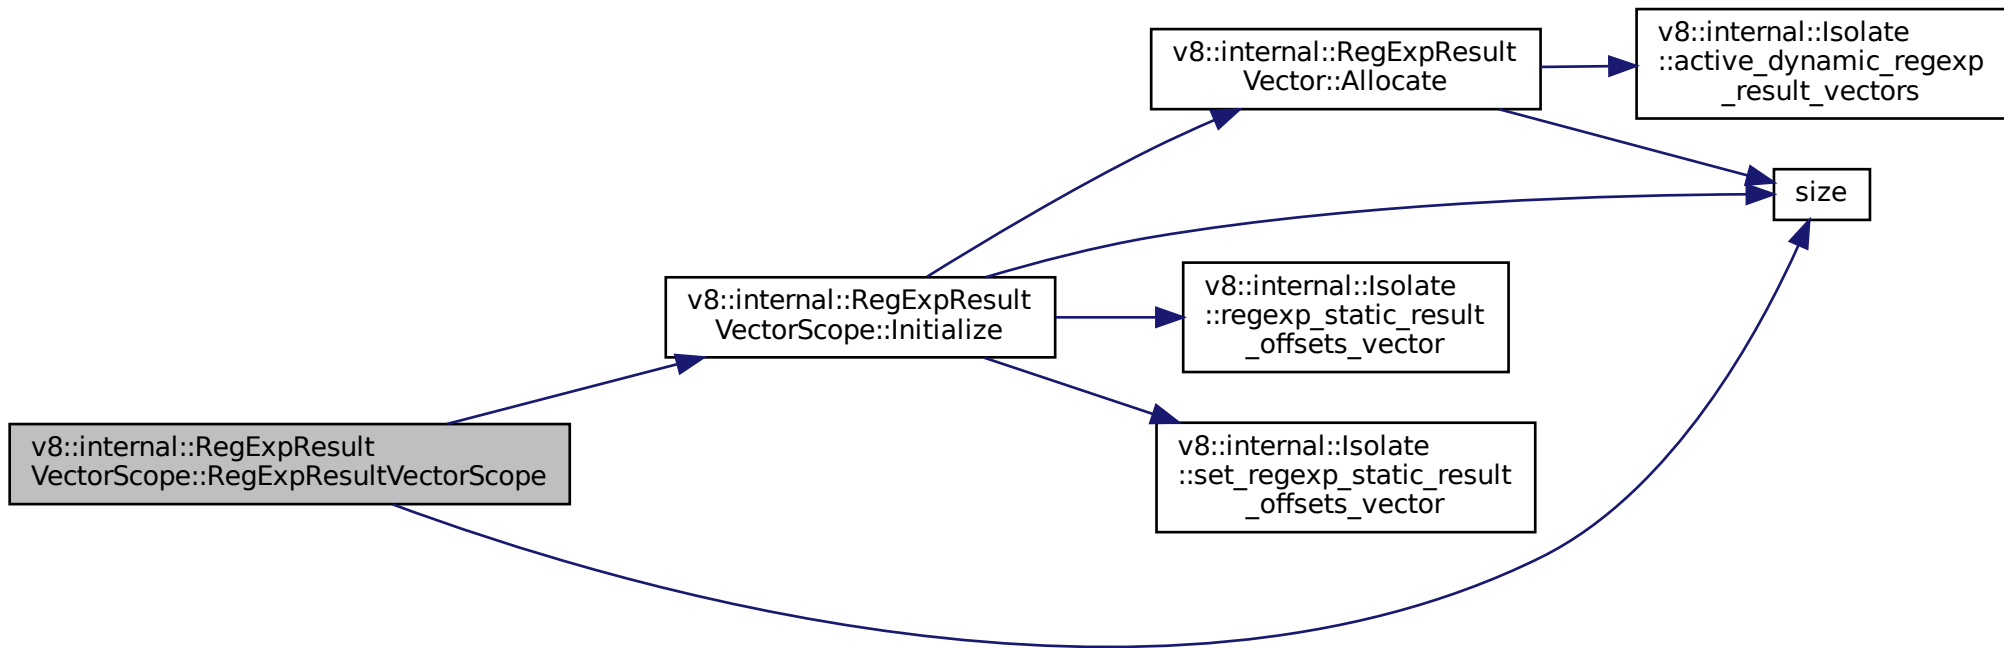 v8::internal::RegExpResult
VectorScope::RegExpResultVectorScope
v8::internal::RegExpResult
VectorScope::Initialize
v8::internal::RegExpResult
Vector::Allocate
v8::internal::Isolate
::active_dynamic_regexp
_result_vectors
size
v8::internal::Isolate
::regexp_static_result
_offsets_vector
v8::internal::Isolate
::set_regexp_static_result
_offsets_vector